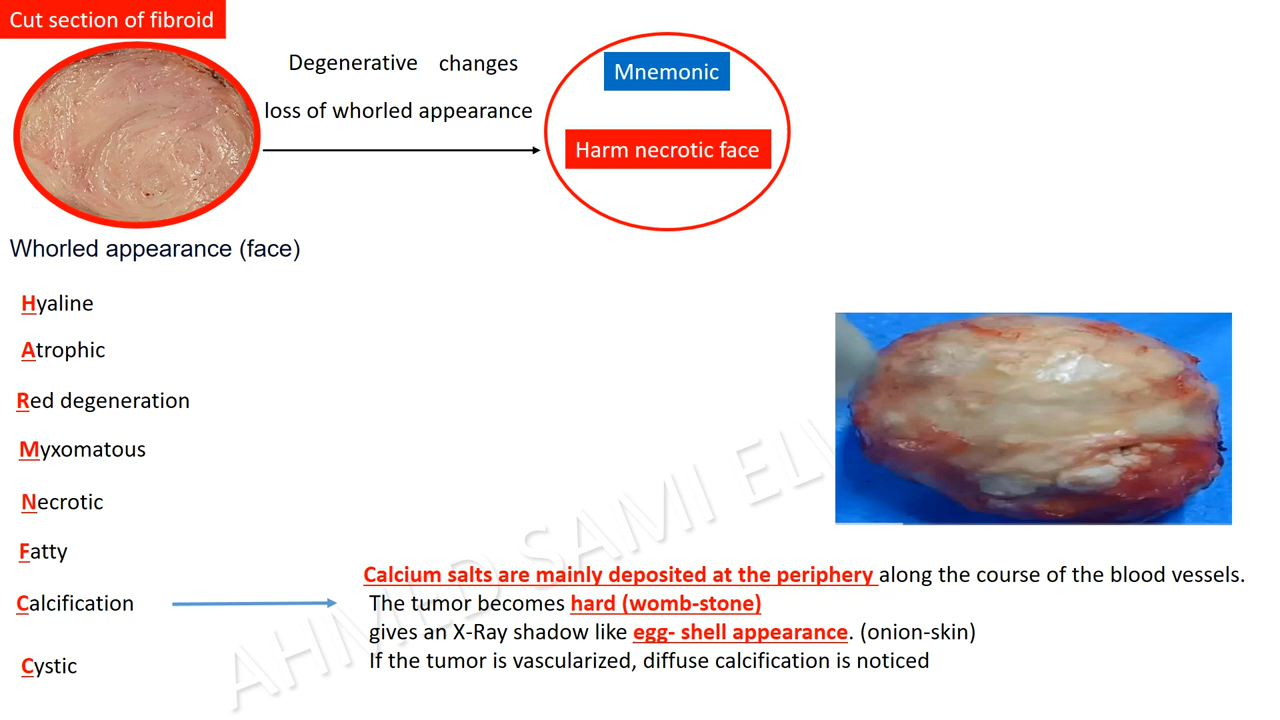 Cut section of fibroid
Degenerative changes
loss of whorled appearance
Mnemonic
Harm necrotic face
Whorled appearance (face)
Hyaline
Atrophic
Red degeneration
Myxomatous
Necrotic
Fatty
Calcification
Cystic
Calcium salts are mainly deposited at the periphery along the course of the blood vessels.
The tumor becomes hard (womb-stone)
gives an X-Ray shadow like egg- shell appearance. (onion-skin)
If the tumor is vascularized, diffuse calcification is noticed
AHMED SAMI